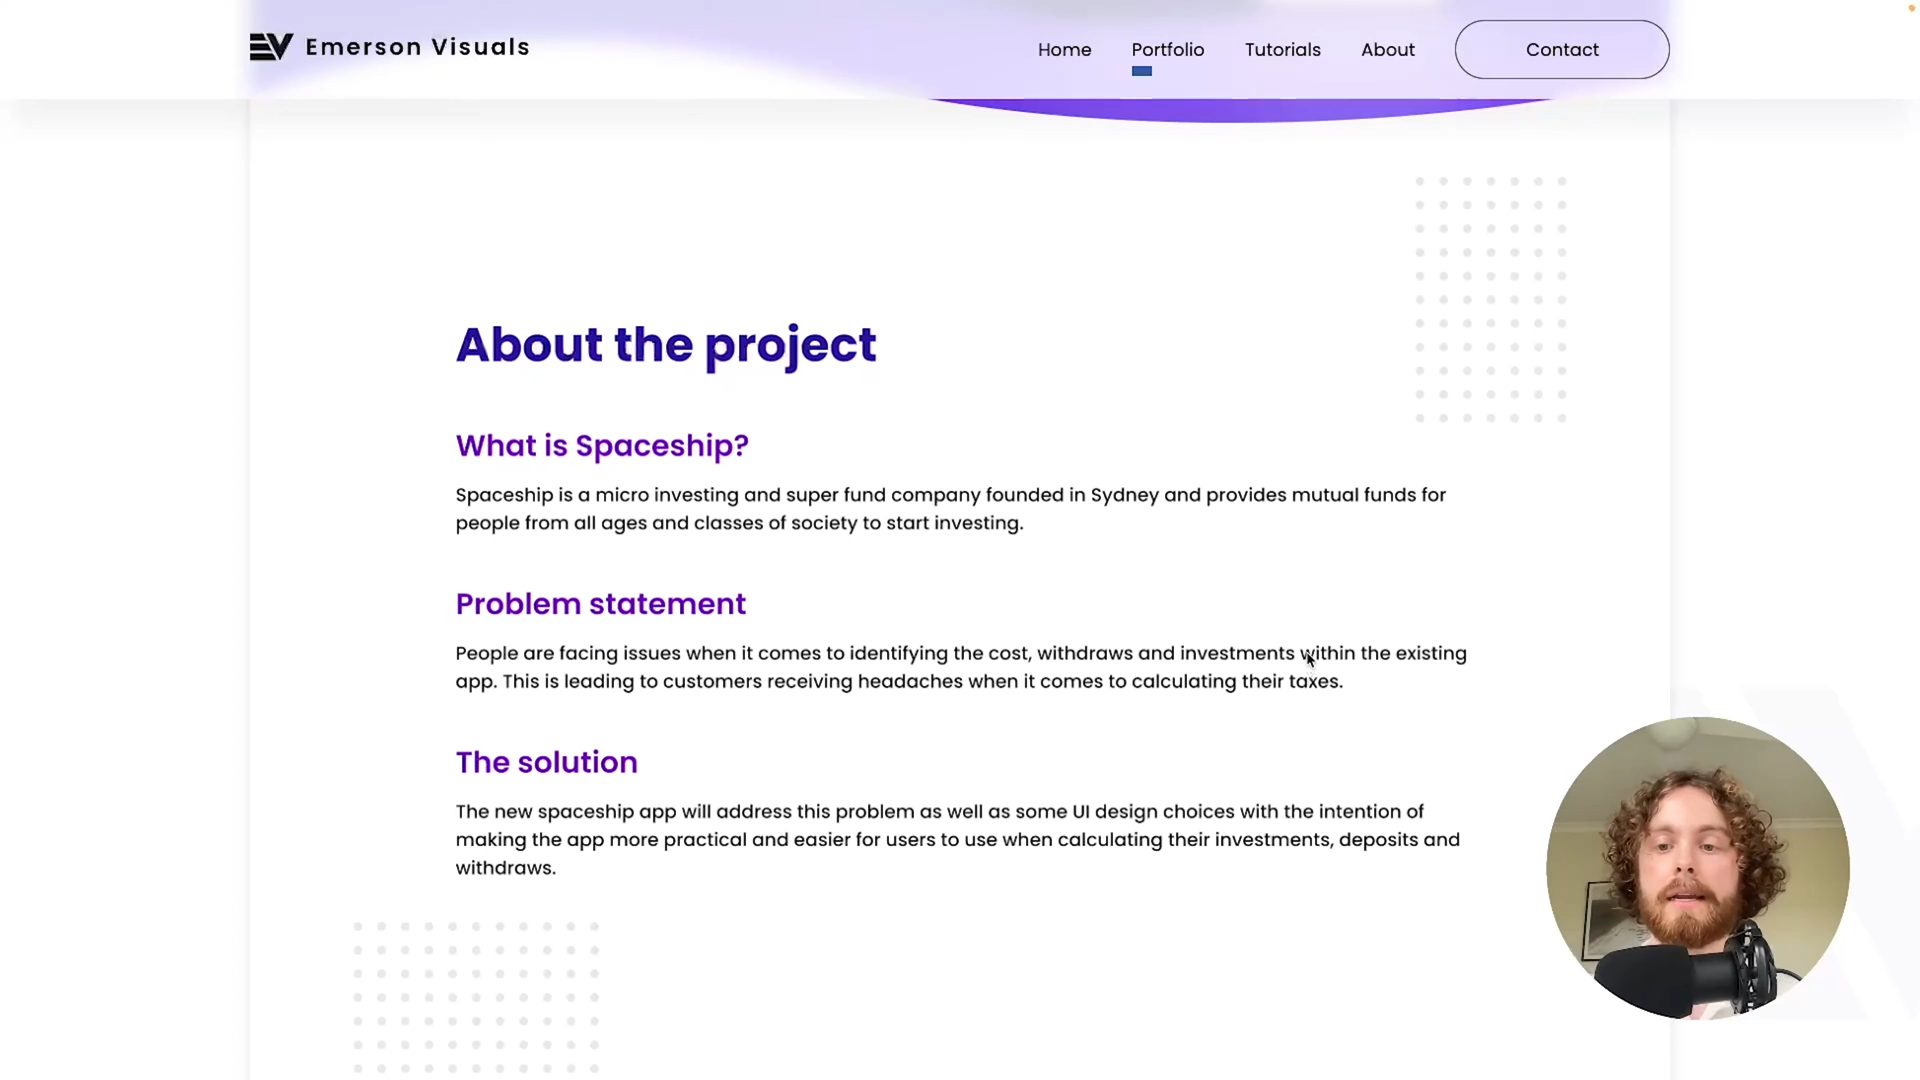 Emerson Visuals
Home
Portfolio
Tutorials
About
Contact
About the project
What is Spaceship?
Spaceship is a micro investing and super fund company founded in Sydney and provides mutual funds for
people from all ages and classes of society to start investing.
Problem statement
People are facing issues when it comes to identifying the cost, withdraws and investments within the existing
app. This is leading to customers receiving headaches when it comes to calculating their taxes.
The solution
The new spaceship app will address this problem as well as some UI design choices with the intention of
making the app more practical and easier for users to use when calculating their investments, deposits and
withdraws.